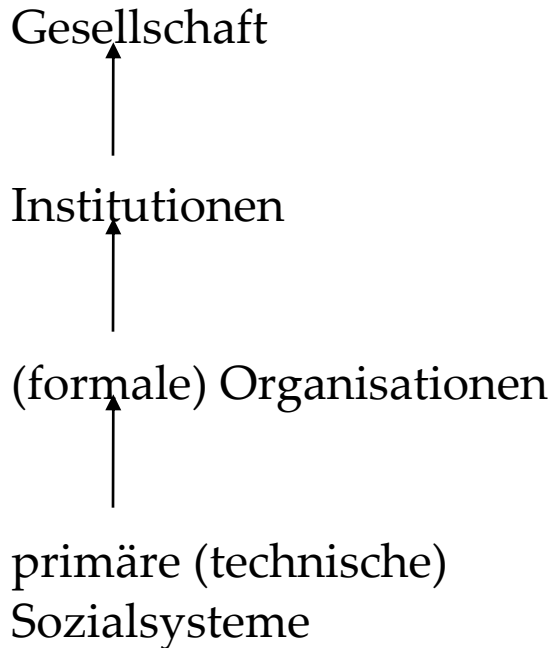 Gesellschaft
Institutionen
(formale) Organisationen
primäre (technische)
Sozialsysteme